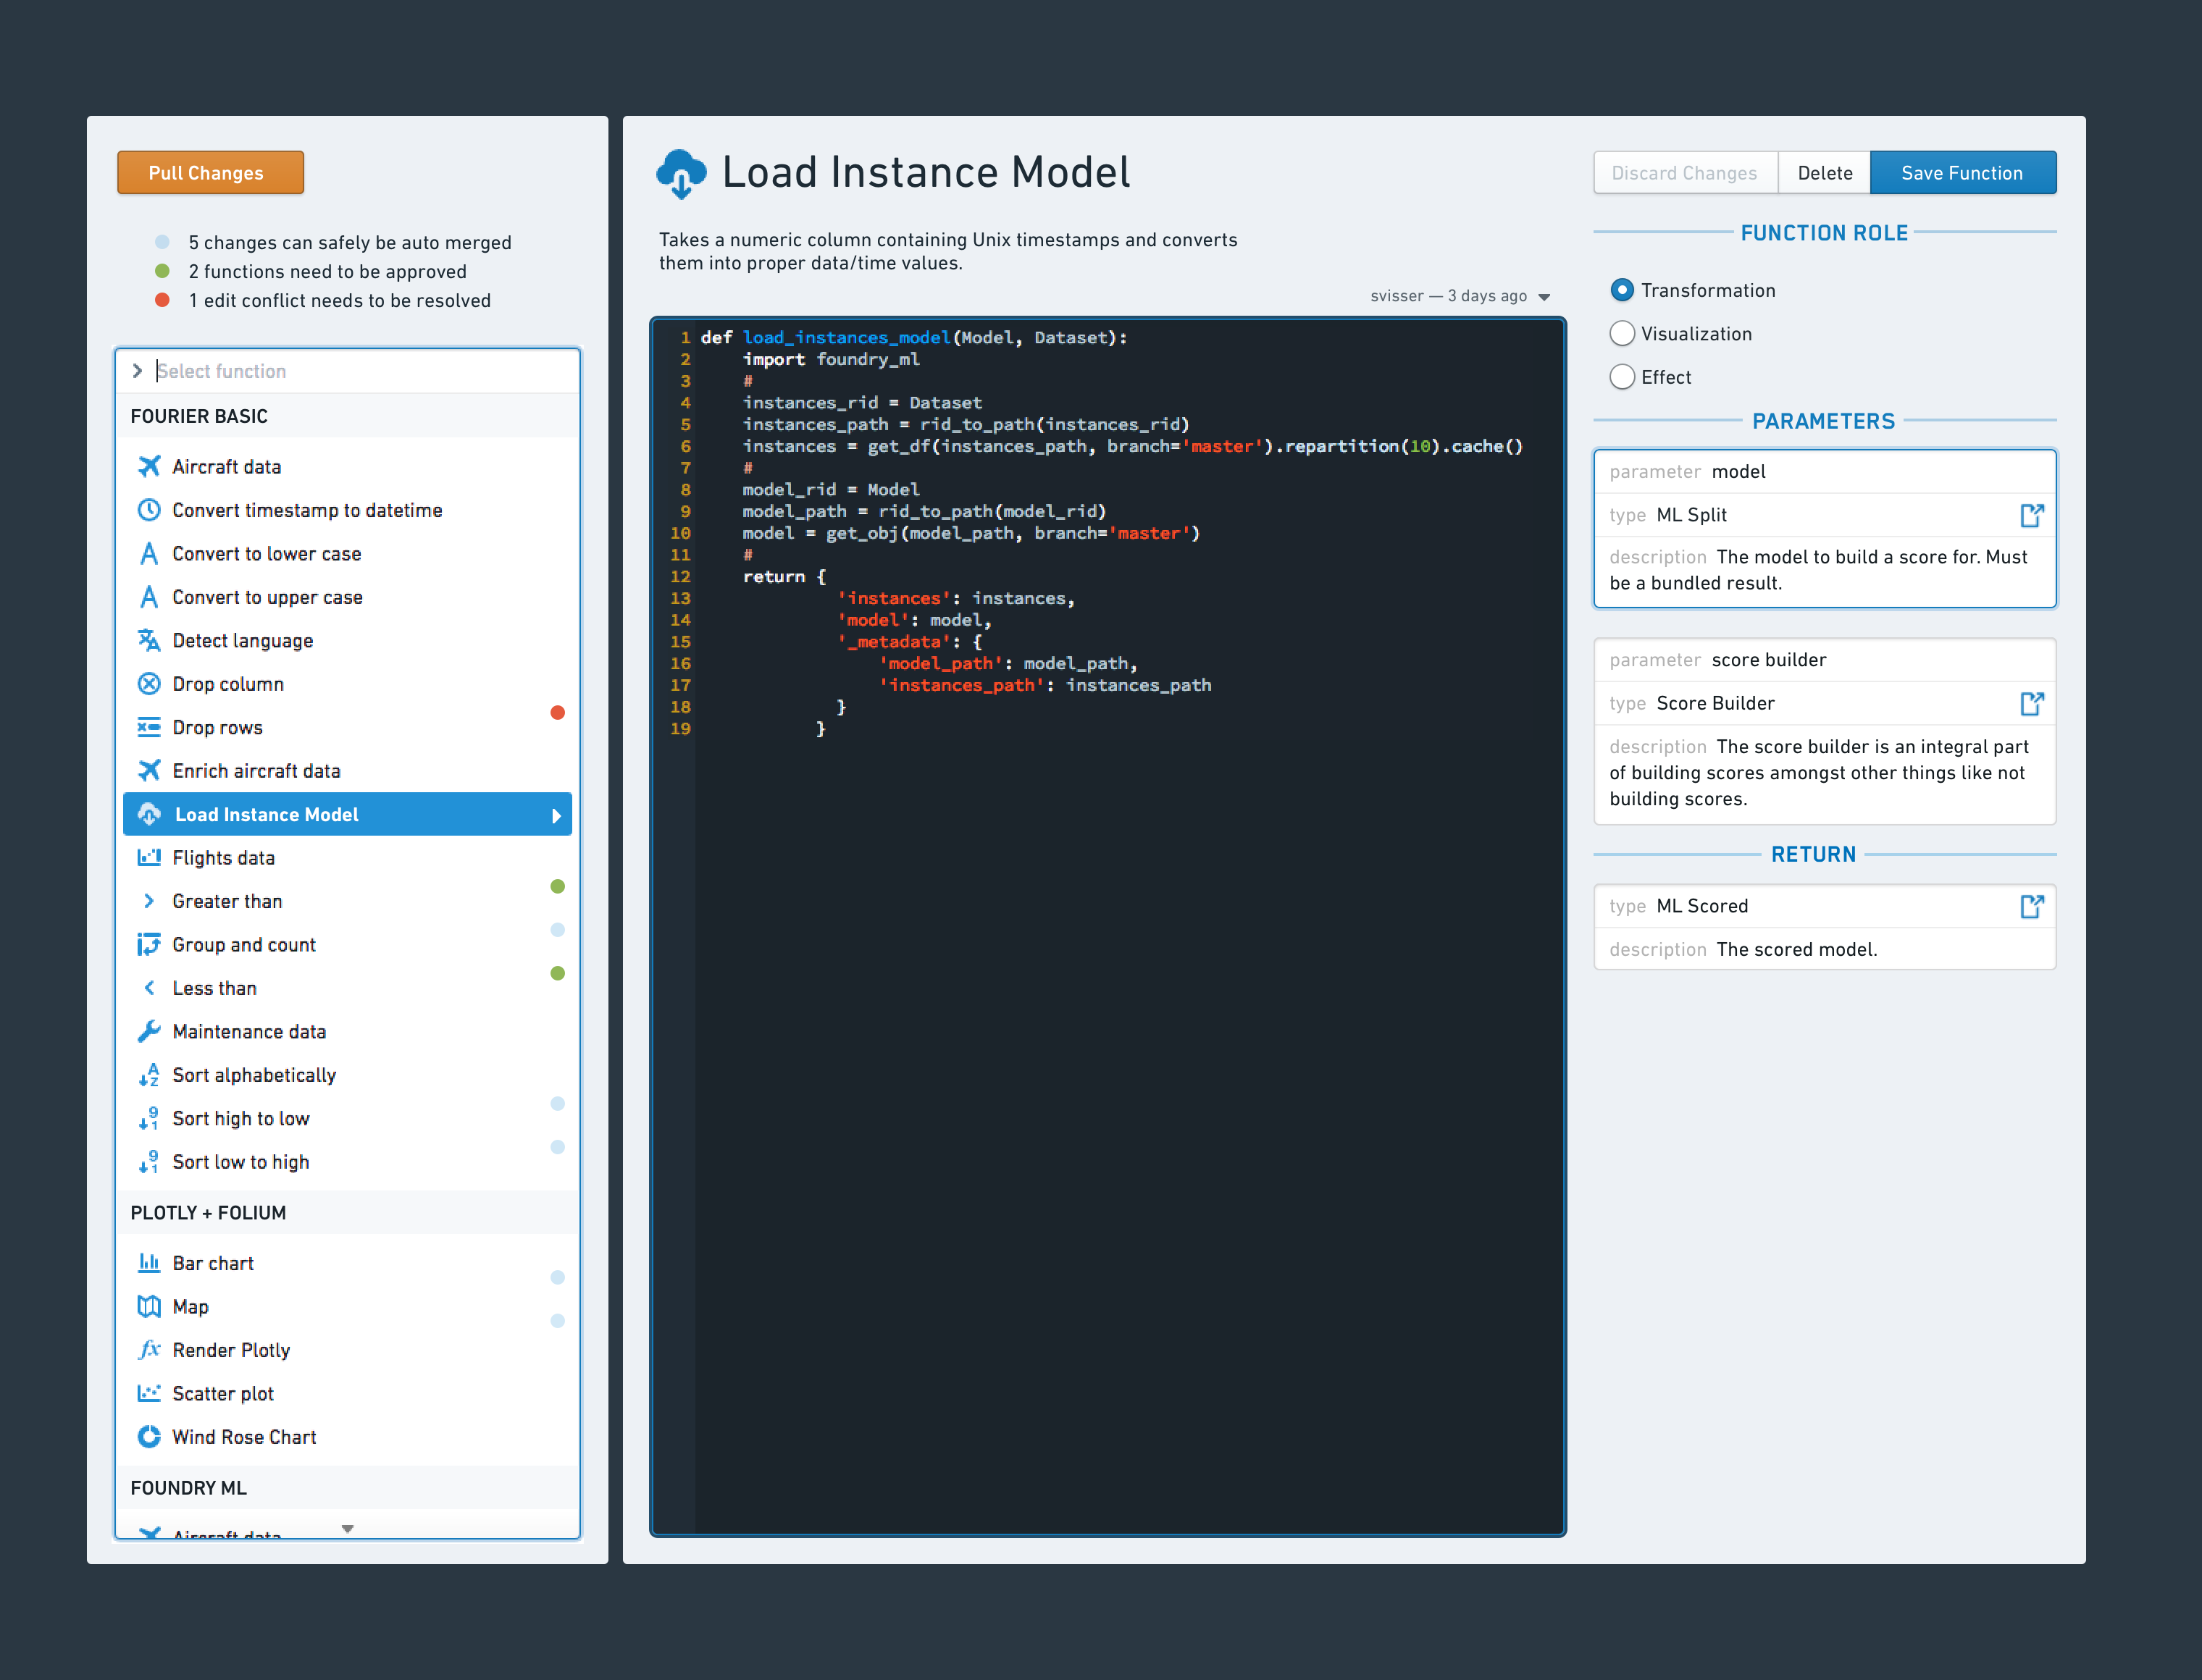 Pull Changes
5 changes can safely be auto merged
2 functions need to be approved
1 edit conflict needs to be resolved
Select function
FOURIER BASIC
Aircraft data
Convert timestamp to datetime
Convert to lower case
Convert to upper case
Detect language
Drop column
Drop rows
Enrich aircraft data
Load Instance Model
Flights data
Greater than
Group and count
Less than
Maintenance data
Sort alphabetically
Sort high to low
Sort low to high
PLOTLY + FOLIUM
Bar chart
Map
Render Plotly
Scatter plot
Wind Rose Chart
FOUNDRY ML
Aircraft data
Load Instance Model
Takes a numeric column containing Unix timestamps and converts
them into proper data/time values.
svisser — 3 days ago
1 def load_instances_model(Model, Dataset):
2 import foundry_ml
3 #
4 instances_rid = Dataset
5 instances_path = rid_to_path(instances_rid)
6 instances = get_df(instances_path, branch='master').repartition(10).cache()
7 #
8 model_rid = Model
9 model_path = rid_to_path(model_rid)
10 model = get_obj(model_path, branch='master')
11 #
12 return {
13 'instances': instances,
14 'model': model,
15 '_metadata': {
16 'model_path': model_path,
17 'instances_path': instances_path
18 }
19 }
Discard Changes
Delete
Save Function
FUNCTION ROLE
Transformation
Visualization
Effect
PARAMETERS
parameter model
type ML Split
description The model to build a score for. Must
be a bundled result.
parameter score builder
type Score Builder
description The score builder is an integral part
of building scores amongst other things like not
building scores.
RETURN
type ML Scored
description The scored model.